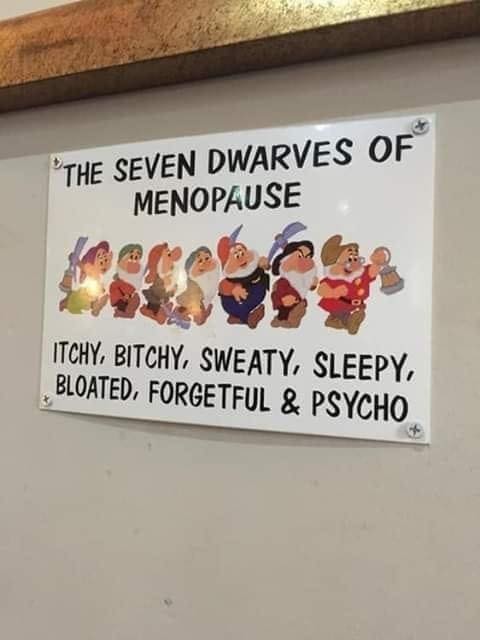 THE SEVEN DWARVES OF
MENOPAUSE
ITCHY, BITCHY, SWEATY, SLEEPY,
BLOATED, FORGETFUL & PSYCHO